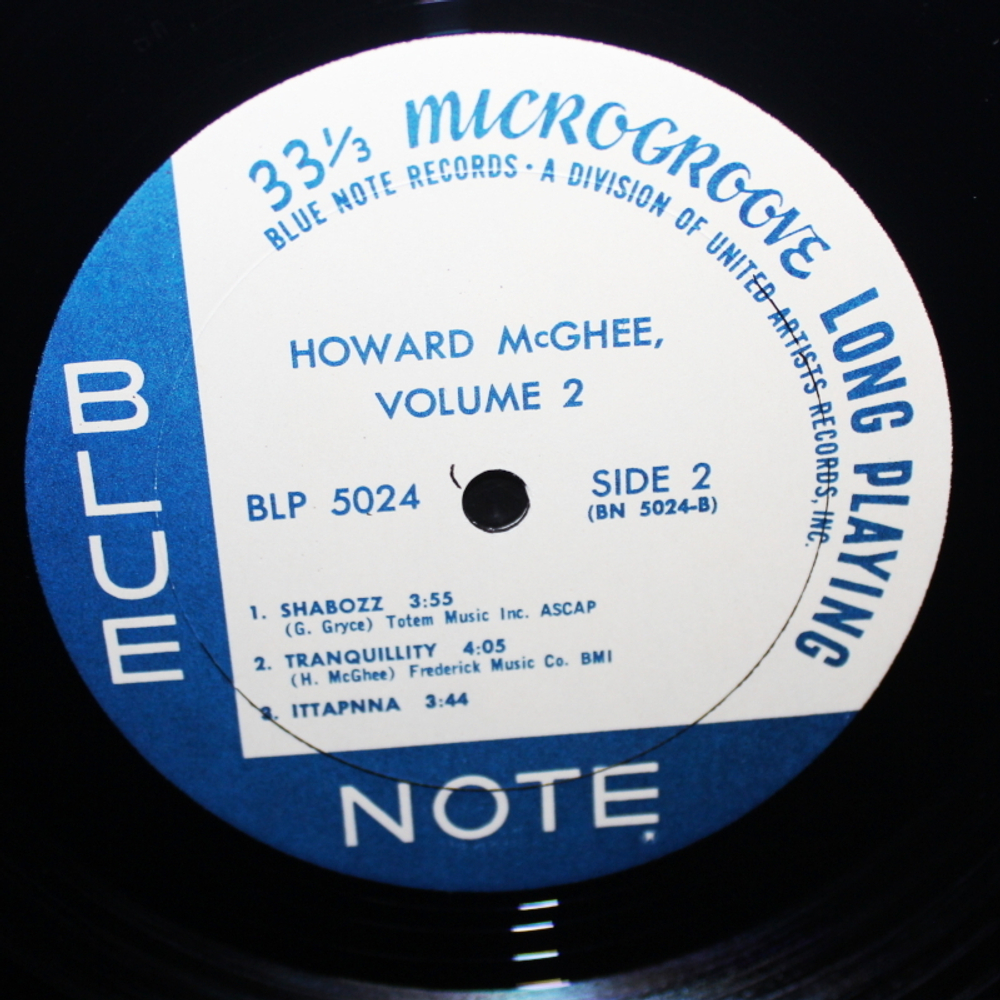 33⅓ MICROGROOVE LONG PLAYING
BLUE NOTE RECORDS · A DIVISION OF UNITED ARTISTS RECORDS, INC.
HOWARD McGHEE,
VOLUME 2
BLP 5024
SIDE 2
(BN 5024-B)
1. SHABOZZ 3:55
(G. Gryce) Totem Music Inc. ASCAP
2. TRANQUILLITY 4:05
(H. McGhee) Frederick Music Co. BMI
3. ITTAPNNA 3:44
BLUE
NOTE